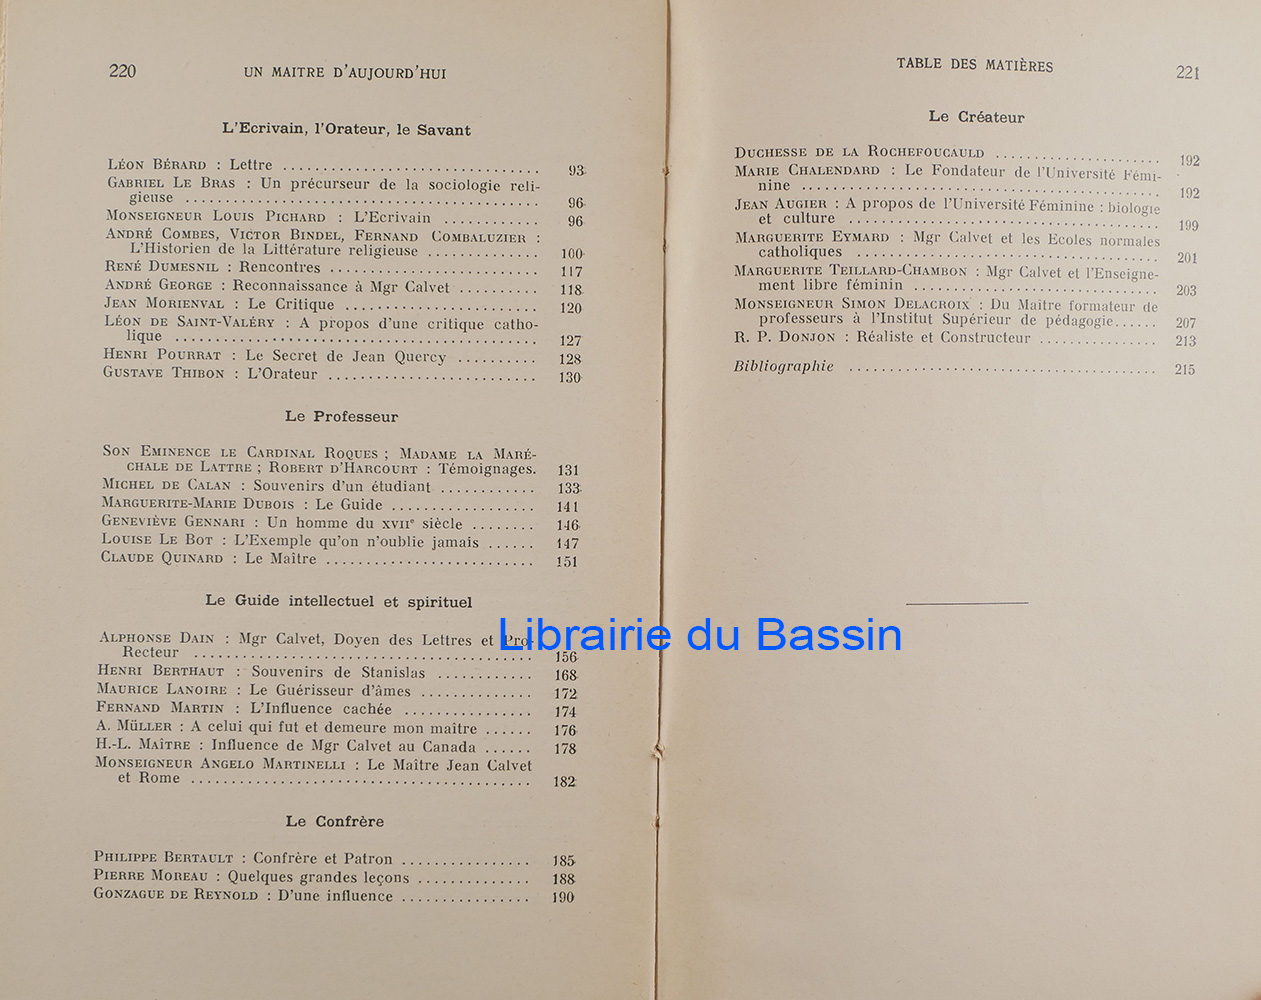 220 UN MAITRE D'AUJOURD'HUI
L'Ecrivain, l'Orateur, le Savant
LÉON BÉRARD : Lettre ................................ 93
GABRIEL LE BRAS : Un précurseur de la sociologie reli-
gieuse ............................................ 96
MONSEIGNEUR LOUIS PICHARD : L'Ecrivain ............ 96
ANDRÉ COMBES, VICTOR BINDEL, FERNAND COMBALUZIER :
L'Historien de la Littérature religieuse .............. 100
RENÉ DUMESNIL : Rencontres .......................... 117
ANDRÉ GEORGE : Reconnaissance à Mgr Calvet .......... 118
JEAN MORIENVAL : Le Critique ........................ 120
LÉON DE SAINT-VALÉRY : A propos d'une critique catho-
lique ............................................. 127
HENRI POURRAT : Le Secret de Jean Quercy .......... 128
GUSTAVE THIBON : L'Orateur .......................... 130
Le Professeur
SON EMINENCE LE CARDINAL ROQUES ; MADAME LA MARÉ-
CHALE DE LATTRE ; ROBERT D'HARCOURT : Témoignages. 131
MICHEL DE CALAN : Souvenirs d'un étudiant ............ 133
MARGUERITE-MARIE DUBOIS : Le Guide .................. 141
GENEVIÈVE GENNARI : Un homme du XVIIe siècle ........ 146
LOUISE LE BOT : L'Exemple qu'on n'oublie jamais ...... 147
CLAUDE QUINARD : Le Maître .......................... 151
Le Guide intellectuel et spirituel
ALPHONSE DAIN : Mgr Calvet, Doyen des Lettres et Pro-
Recteur .......................................... 156
HENRI BERTHAUT : Souvenirs de Stanislas ............ 168
MAURICE LANOIRE : Le Guérisseur d'âmes .............. 172
FERNAND MARTIN : L'Influence cachée ................ 174
A. MÜLLER : A celui qui fut et demeure mon maître ...... 176
H.-L. MAÎTRE : Influence de Mgr Calvet au Canada ...... 178
MONSEIGNEUR ANGELO MARTINELLI : Le Maître Jean Calvet
et Rome .......................................... 182
Le Confrère
PHILIPPE BERTAULT : Confrère et Patron ................ 185
PIERRE MOREAU : Quelques grandes leçons .............. 188
GONZAGUE DE REYNOLD : D'une influence ................ 190
TABLE DES MATIÈRES 221
Le Créateur
DUCHESSE DE LA ROCHEFOUCAULD ..................... 192
MARIE CHALENDARD : Le Fondateur de l'Université Fémi-
nine ............................................. 192
JEAN AUGIER : A propos de l'Université Féminine : biologie
et culture ....................................... 199
MARGUERITE EYMARD : Mgr Calvet et les Ecoles normales
catholiques ...................................... 201
MARGUERITE TEILLARD-CHAMBON : Mgr Calvet et l'Enseigne-
ment libre féminin ............................... 203
MONSEIGNEUR SIMON DELACROIX : Du Maître formateur de
professeurs à l'Institut Supérieur de pédagogie...... 207
R. P. DONJON : Réaliste et Constructeur ............... 213
Bibliographie ...................................... 215
Librairie du Bassin